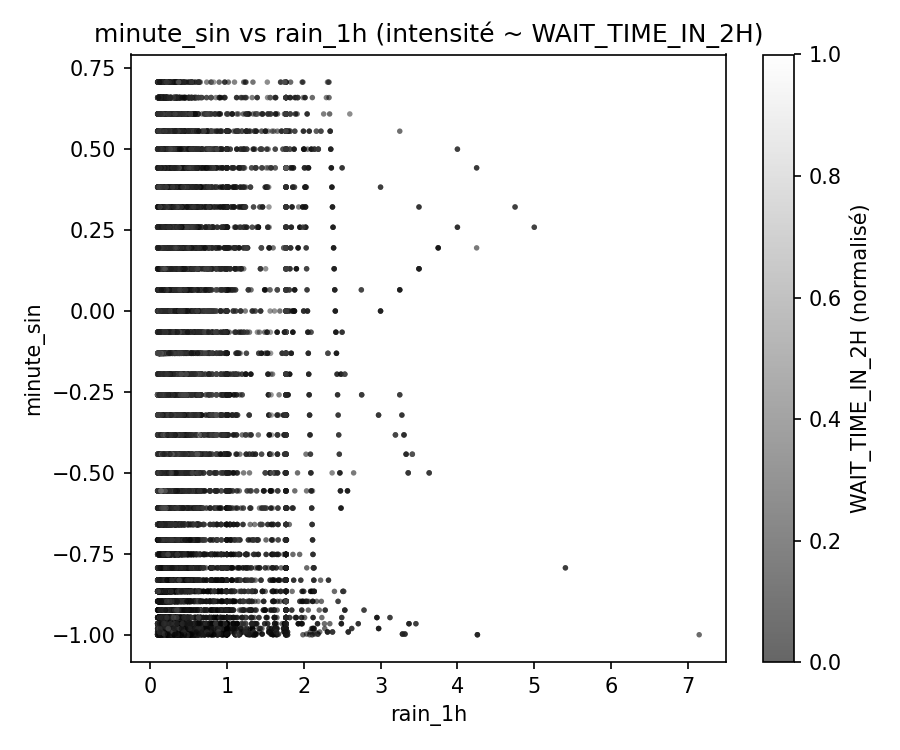 minute_sin vs rain_1h (intensité ~ WAIT_TIME_IN_2H)
minute_sin
0.75
0.50
0.25
0.00
−0.25
−0.50
−0.75
−1.00
0 1 2 3 4 5 6 7
rain_1h
1.0
0.8
0.6
0.4
0.2
0.0
WAIT_TIME_IN_2H (normalisé)